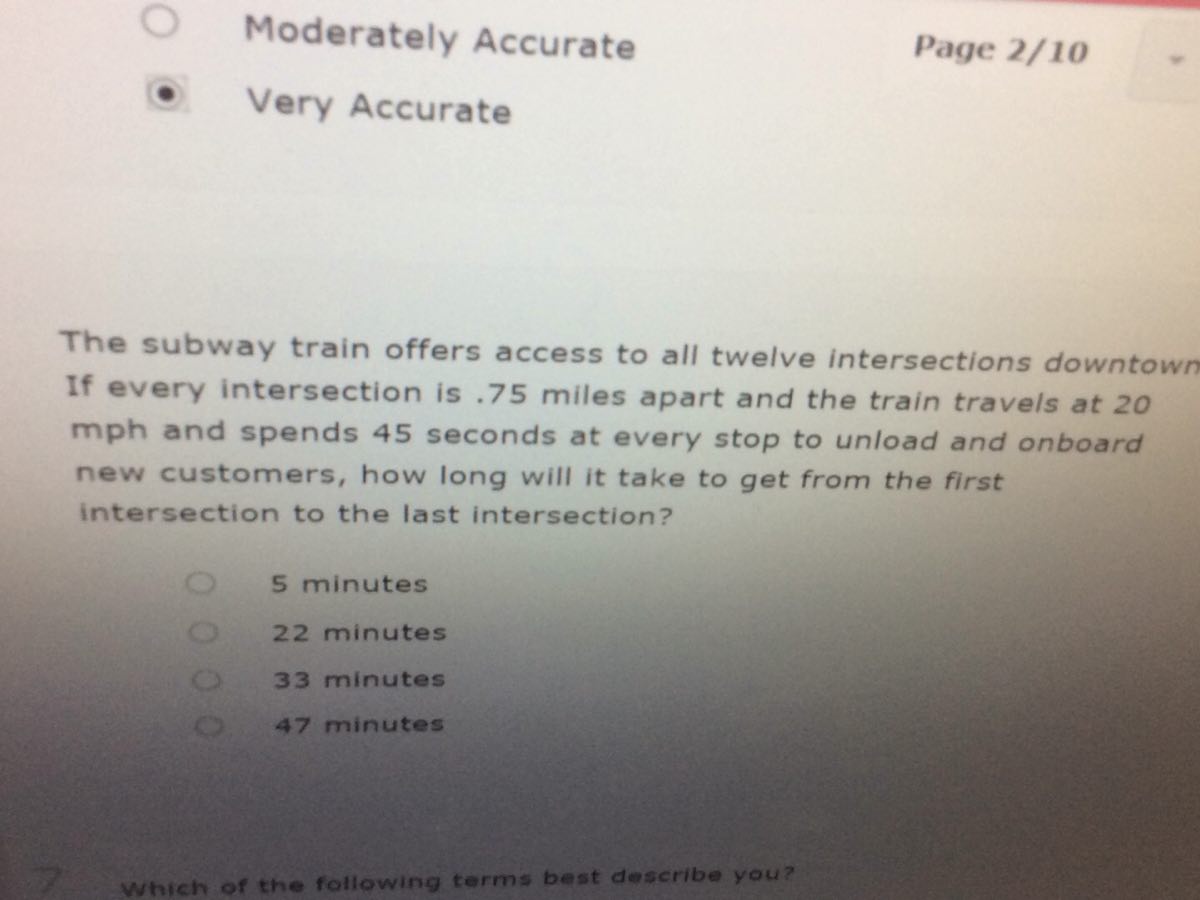 Moderately Accurate
Page 2/10
Very Accurate
The subway train offers access to all twelve intersections downtown
If every intersection is .75 miles apart and the train travels at 20
mph and spends 45 seconds at every stop to unload and onboard
new customers, how long will it take to get from the first
intersection to the last intersection?
5 minutes
22 minutes
33 minutes
47 minutes
7 Which of the following terms best describe you?